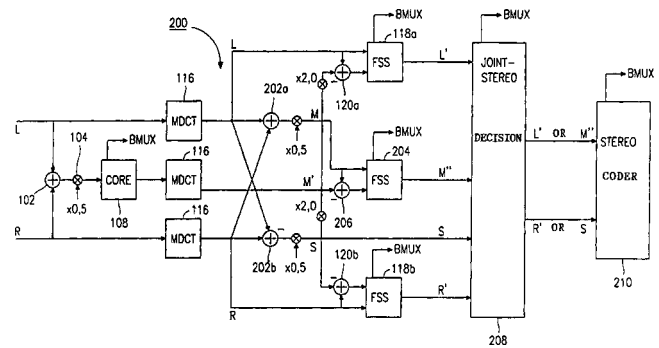 BMUX
118a
200
L
FSS
L'
x2,0
120a
BMUX
JOINT-
STEREO
DECISION
BMUX
116
MDCT
202a
M
x0,5
BMUX
204
FSS
M''
L
104
BMUX
102
x0,5
CORE
108
116
MDCT
M'
206
L' OR M''
STEREO
CODER
x2,0
R
116
MDCT
202b
S
x0,5
S
R' OR S
BMUX
120b
118b
FSS
R
R'
208
210